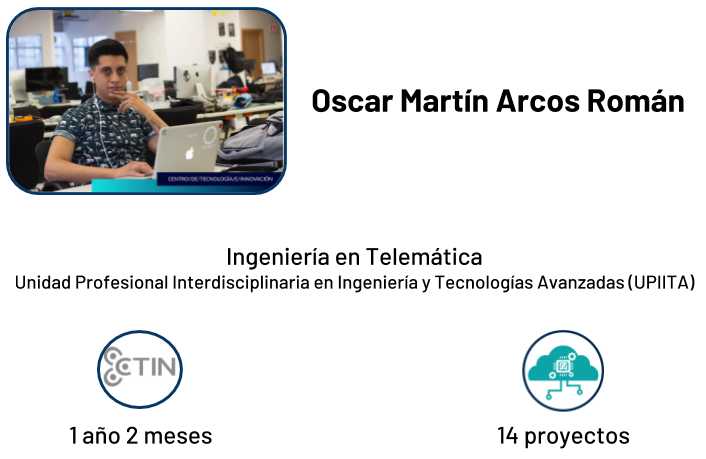 Oscar Martín Arcos Román
CENTRO/DE/TECNOLOGÍA/E/INNOVACIÓN
Ingeniería en Telemática
Unidad Profesional Interdisciplinaria en Ingeniería y Tecnologías Avanzadas (UPIITA)
CTIN
1 año 2 meses
14 proyectos